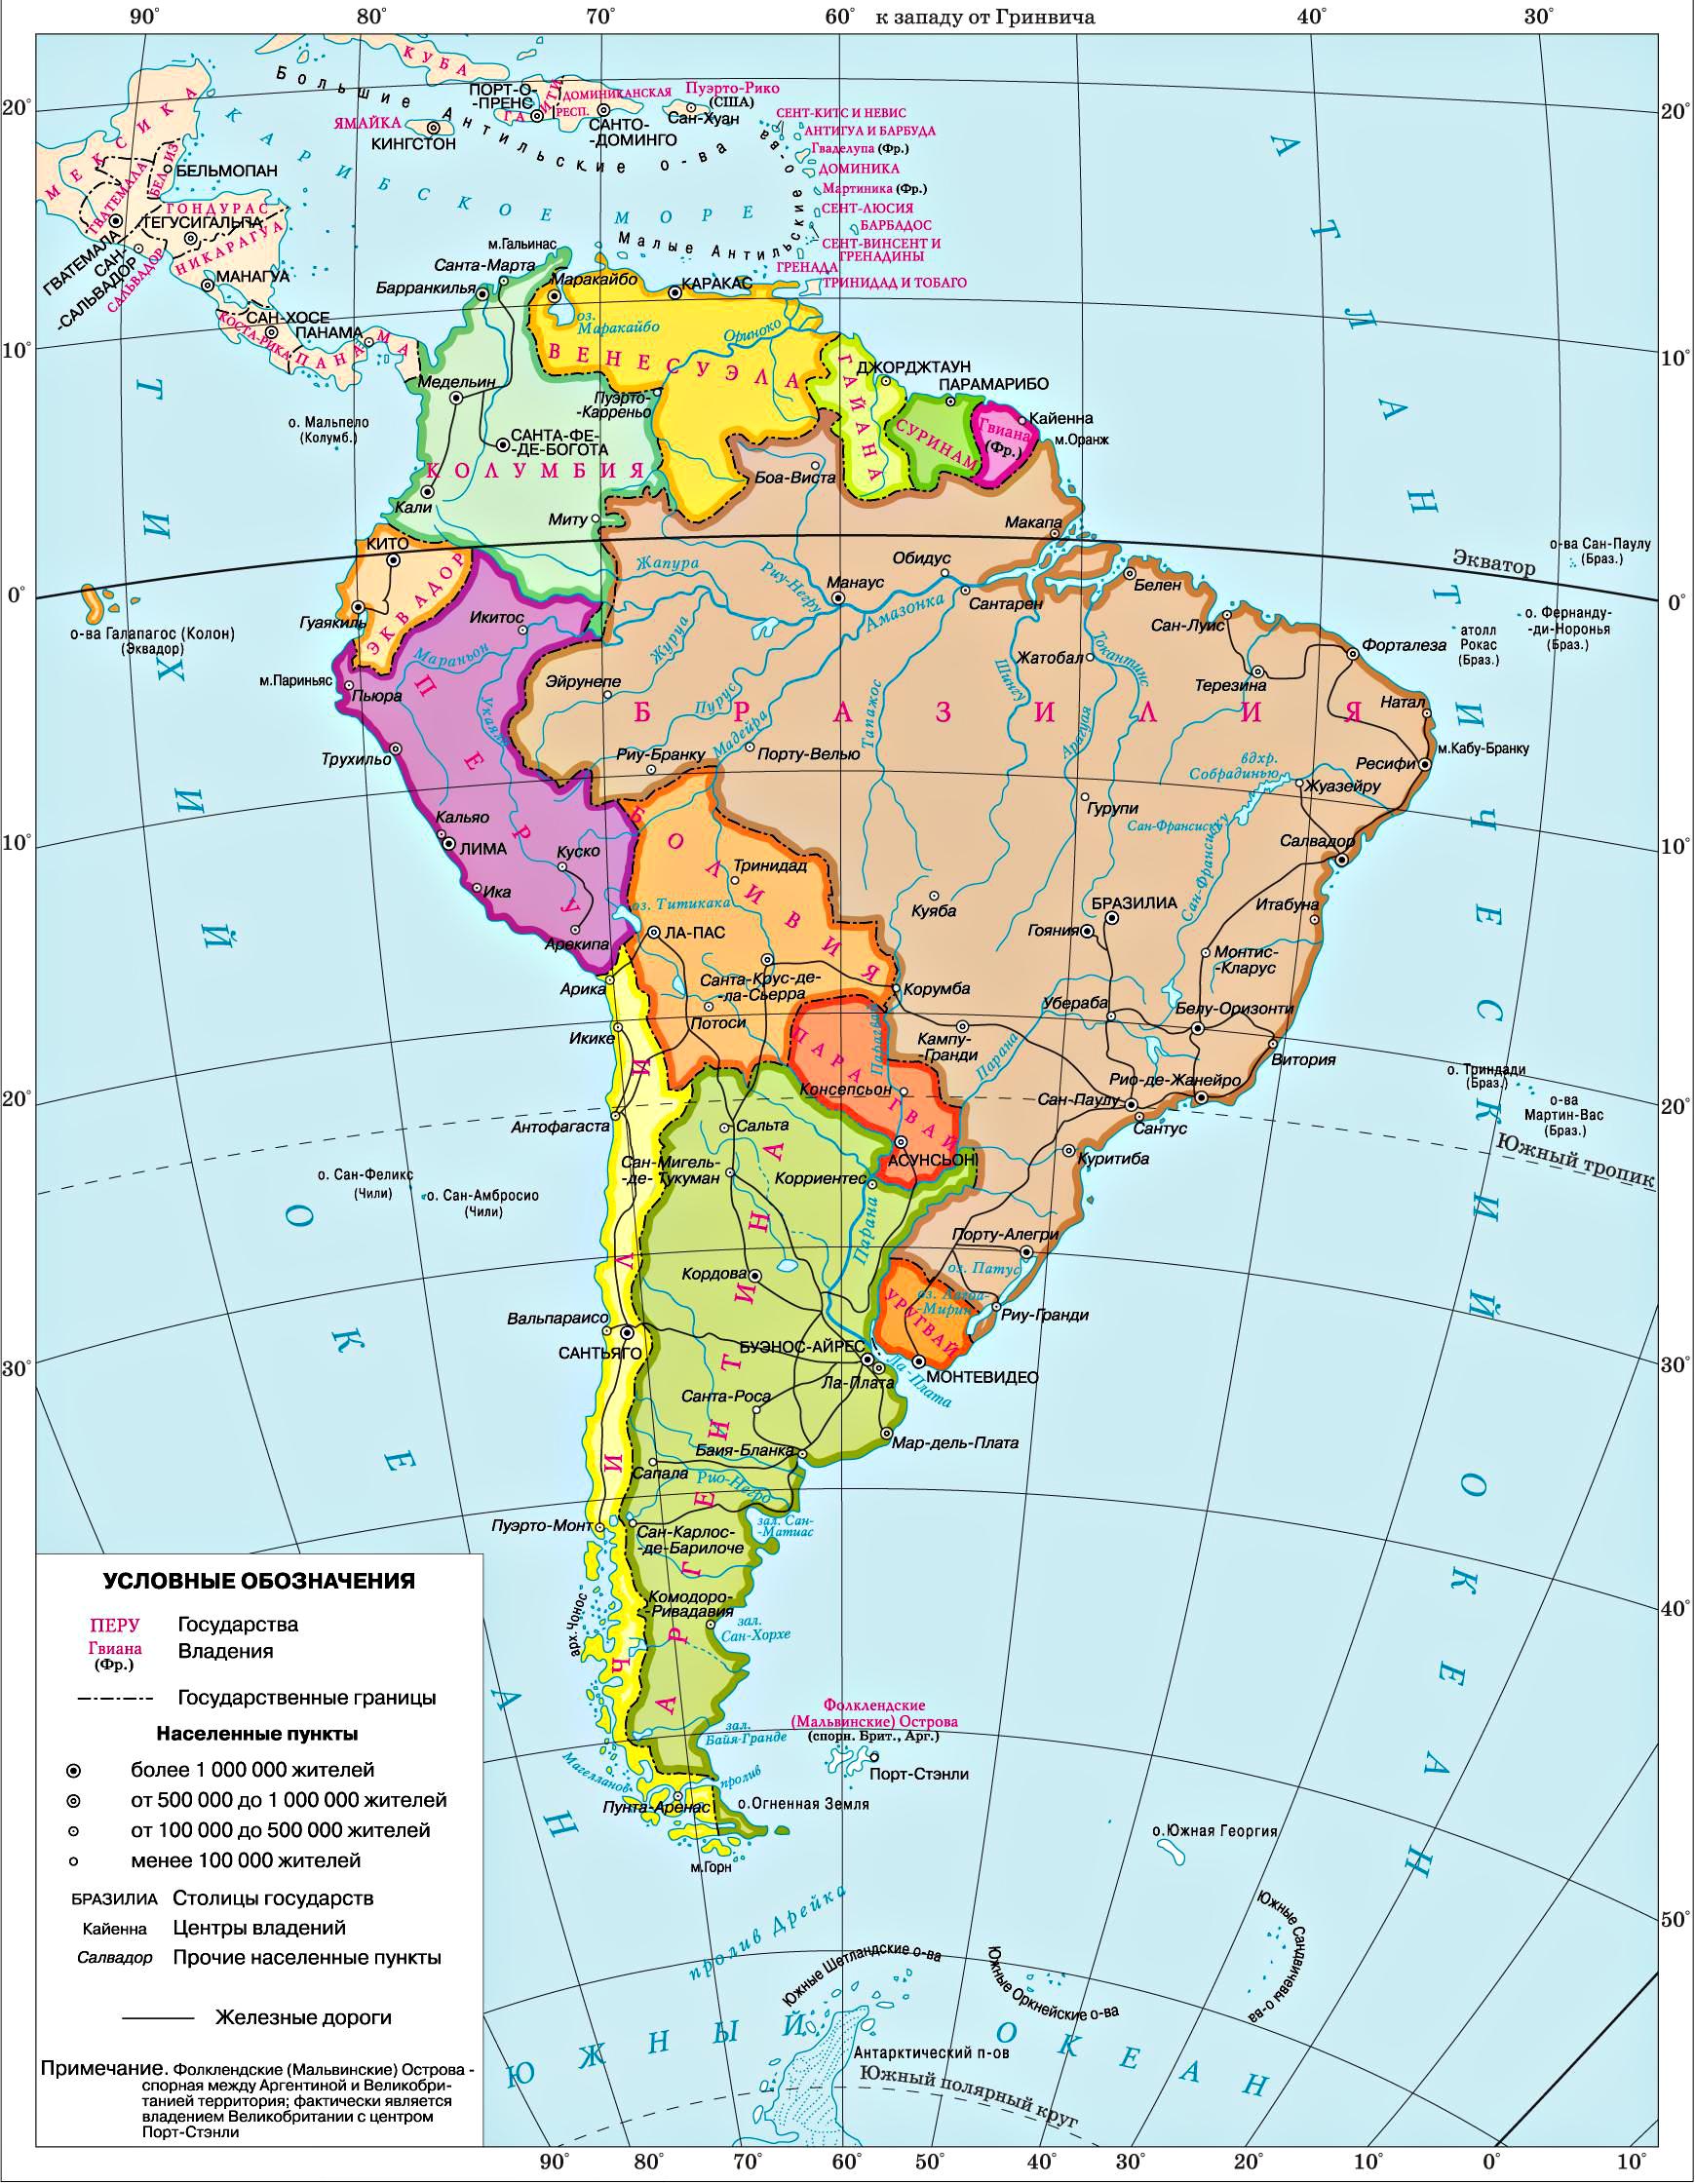 90° 80° 70° 60° к западу от Гринвича 40° 30°
КУБА
Большие Антильские о-ва
ПОРТ-О-
-ПРЕНС
ГАИТИ
ДОМИНИКАНСКАЯ
РЕСП.
САНТО-
-ДОМИНГО
Пуэрто-Рико
(США)
Сан-Хуан
ЯМАЙКА
КИНГСТОН
СЕНТ-КИТС И НЕВИС
АНТИГУА И БАРБУДА
Гваделупа (Фр.)
ДОМИНИКА
Мартиника (Фр.)
СЕНТ-ЛЮСИЯ
БАРБАДОС
СЕНТ-ВИНСЕНТ И
ГРЕНАДИНЫ
ГРЕНАДА
ТРИНИДАД И ТОБАГО
Малые Антильские о-ва
КАРИБСКОЕ МОРЕ
МЕКСИКА
БЕЛИЗ
БЕЛЬМОПАН
ГВАТЕМАЛА
ГВАТЕМАЛА
ГОНДУРАС
ТЕГУСИГАЛЬПА
САН-
-САЛЬВАДОР
САЛЬВАДОР
НИКАРАГУА
МАНАГУА
САН-ХОСЕ
КОСТА-РИКА
ПАНАМА
ПАНАМА
20°
10°
0°
10°
20°
30°
20°
10°
0°
10°
20°
30°
40°
50°
ТИХИЙ ОКЕАН
АТЛАНТИЧЕСКИЙ ОКЕАН
м.Гальинас
Санта-Марта
Барранкилья
Маракайбо
оз.
Маракайбо
КАРАКАС
Ориноко
ВЕНЕСУЭЛА
Медельин
Пуэрто-
-Карреньо
САНТА-ФЕ-
-ДЕ-БОГОТА
КОЛУМБИЯ
Кали
Миту
о. Мальпело
(Колумб.)
ГАЙАНА
ДЖОРДЖТАУН
ПАРАМАРИБО
СУРИНАМ
Гвиана
(Фр.)
Кайенна
м.Оранж
Боа-Виста
Макапа
Экватор
о-ва Сан-Паулу
(Браз.)
КИТО
ЭКВАДОР
Гуаякиль
о-ва Галапагос (Колон)
(Эквадор)
Икитос
Мараньон
Укаяли
м.Париньяс
Пьюра
Трухильо
ПЕРУ
Кальяо
ЛИМА
Куско
Ика
Арекипа
Жапура
Риу-Негру
Обидус
Манаус
Амазонка
Сантарен
Белен
Сан-Луис
Жатобал
Токантинс
Шингу
Арагуая
Тапажос
Журуа
Пурус
Мадейра
Эйрунепе
Форталеза
Терезина
Натал
м.Кабу-Бранку
Ресифи
атолл
Рокас
(Браз.)
о. Фернанду-
-ди-Норонья
(Браз.)
БРАЗИЛИЯ
Риу-Бранку
Порту-Велью
Гурупи
вдхр.
Собрадинью
Жуазейру
Сан-Франсиску
Сан-Франсиску
Салвадор
БОЛИВИЯ
Тринидад
оз. Титикака
ЛА-ПАС
Санта-Крус-де-
-ла-Сьерра
Потоси
Куяба
БРАЗИЛИА
Гояния
Итабуна
Монтис-
-Кларус
Корумба
Убераба
Белу-Оризонти
Витория
Кампу-
-Гранди
Парана
Рио-де-Жанейро
Сан-Паулу
Сантус
Куритиба
о. Триндади
(Браз.)
о-ва
Мартин-Вас
(Браз.)
Южный тропик
Арика
Икике
Антофагаста
ПАРАГВАЙ
Парагвай
Консепсьон
АСУНСЬОН
Сальта
Сан-Мигель-
-де-Тукуман
Корриентес
Парана
о. Сан-Феликс
(Чили)
о. Сан-Амбросио
(Чили)
Порту-Алегри
оз. Патус
оз. Лагоа-
-Мирин
Риу-Гранди
УРУГВАЙ
МОНТЕВИДЕО
Ла-Плата
Кордова
Вальпараисо
САНТЬЯГО
БУЭНОС-АЙРЕС
Ла-Плата
Санта-Роса
Мар-дель-Плата
Баия-Бланка
Сапала
Рио-Негро
АРГЕНТИНА
ЧИЛИ
зал. Сан-
-Матиас
Пуэрто-Монт
Сан-Карлос-
-де-Барилоче
Комодоро-
-Ривадавия
зал.
Сан-Хорхе
арх.Чонос
зал.
Байя-Гранде
Магелланов пролив
Пунта-Аренас
о.Огненная Земля
м.Горн
Фолклендские
(Мальвинские) Острова
(спорн. Брит., Арг.)
Порт-Стэнли
о.Южная Георгия
Южные Сандвичевы о-ва
пролив Дрейка
Южные Шетландские о-ва
Южные Оркнейские о-ва
ЮЖНЫЙ ОКЕАН
Антарктический п-ов
Южный полярный круг
УСЛОВНЫЕ ОБОЗНАЧЕНИЯ
ПЕРУ Государства
Гвиана
(Фр.) Владения
Государственные границы
Населенные пункты
более 1 000 000 жителей
от 500 000 до 1 000 000 жителей
от 100 000 до 500 000 жителей
менее 100 000 жителей
БРАЗИЛИА Столицы государств
Кайенна Центры владений
Салвадор Прочие населенные пункты
Железные дороги
Примечание. Фолклендские (Мальвинские) Острова -
спорная между Аргентиной и Великобри-
танией территория; фактически является
владением Великобритании с центром
Порт-Стэнли
90° 80° 70° 60° 50° 40° 30° 20° 10° 0° 10°